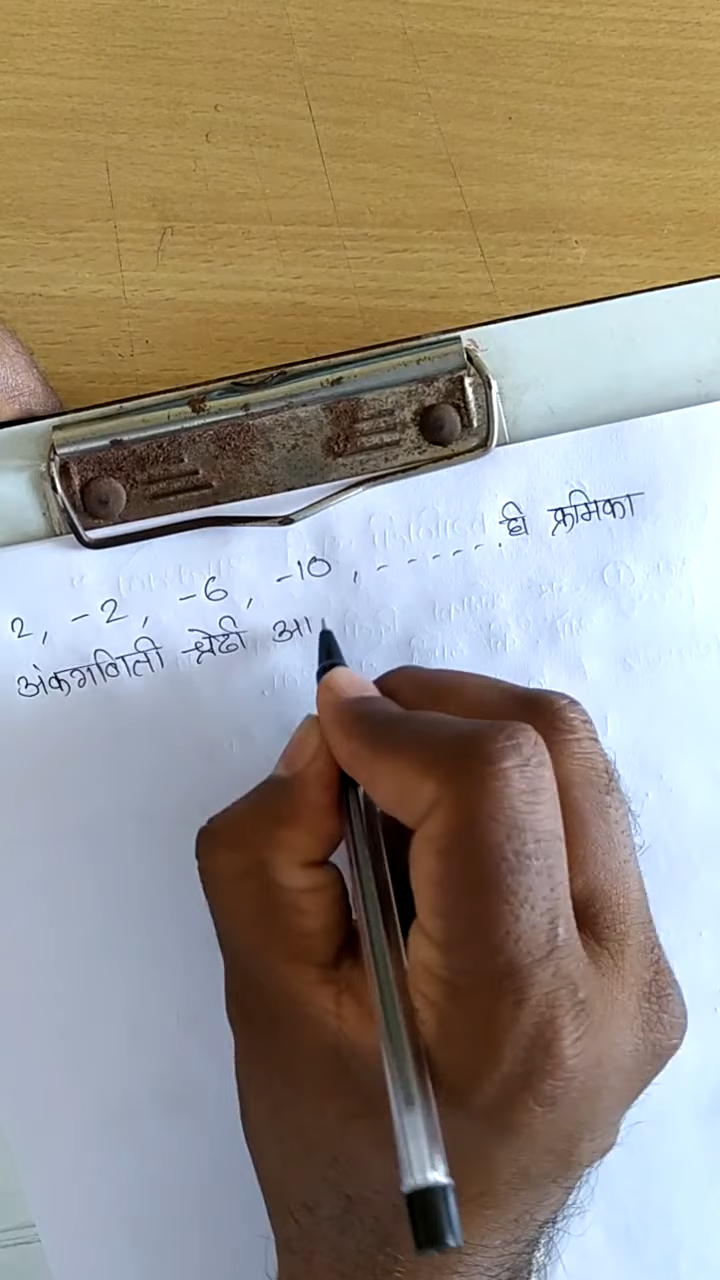 2, -2, -6, -10, ------. ही क्रमिका
अंकगणिती श्रेढी आ